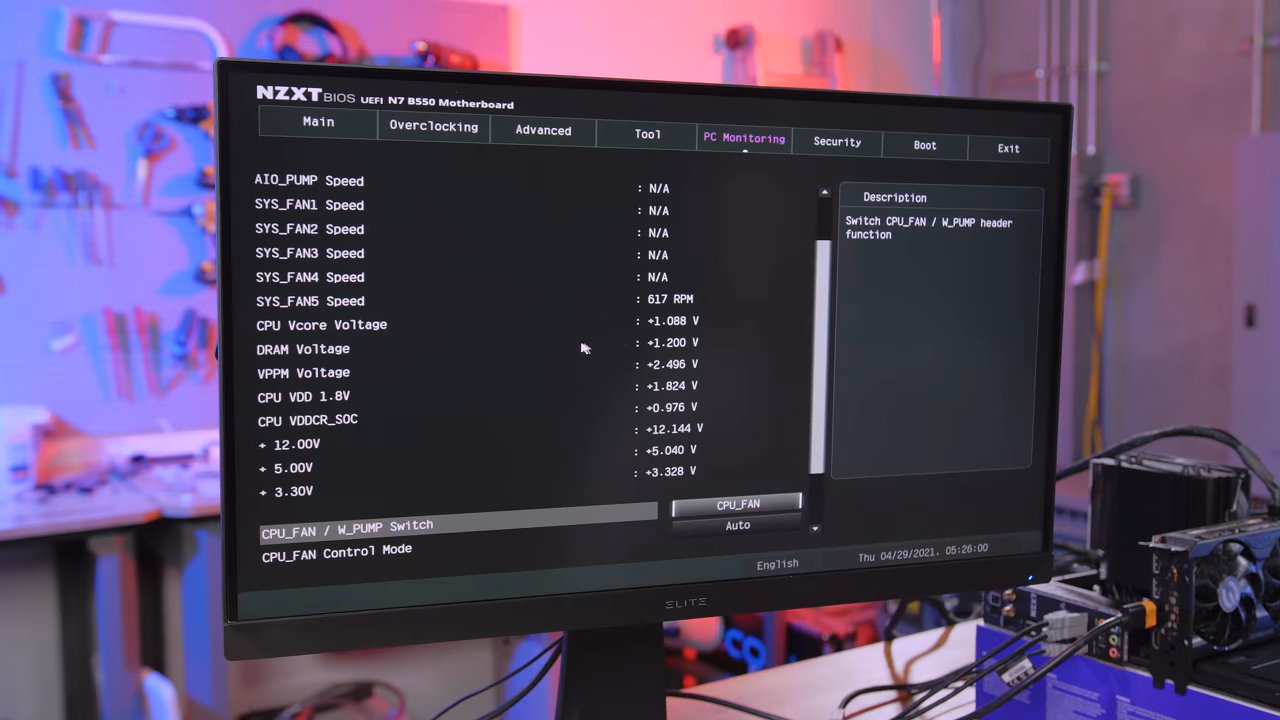 NZXT BIOS UEFI N7 B550 Motherboard
Main Overclocking Advanced Tool PC Monitoring Security Boot Exit
AIO_PUMP Speed : N/A
SYS_FAN1 Speed : N/A
SYS_FAN2 Speed : N/A
SYS_FAN3 Speed : N/A
SYS_FAN4 Speed : N/A
SYS_FAN5 Speed : 617 RPM
CPU Vcore Voltage : +1.088 V
DRAM Voltage : +1.200 V
VPPM Voltage : +2.496 V
CPU VDD 1.8V : +1.824 V
CPU VDDCR_SOC : +0.976 V
+ 12.00V : +12.144 V
+ 5.00V : +5.040 V
+ 3.30V : +3.328 V
CPU_FAN / W_PUMP Switch CPU_FAN
CPU_FAN Control Mode Auto
Description
Switch CPU_FAN / W_PUMP header
function
English Thu 04/29/2021. 05:26:00
ELITE